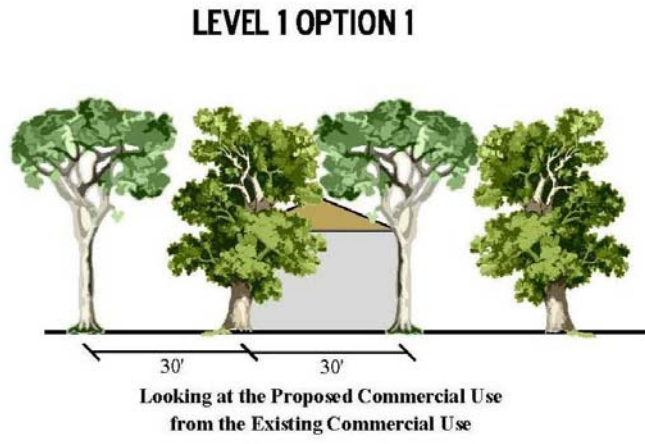 LEVEL 1 OPTION 1
30' 30'
Looking at the Proposed Commercial Use
from the Existing Commercial Use